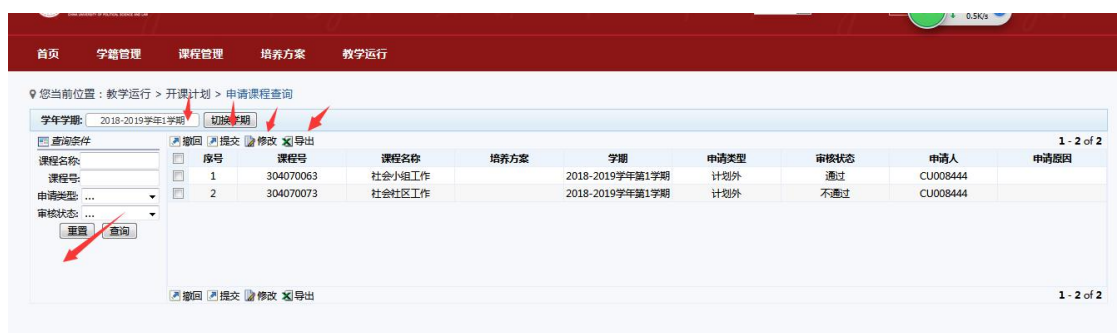 0.5K/s
首页 学籍管理 课程管理 培养方案 教学运行
您当前位置：教学运行 > 开课计划 > 申请课程查询
学年学期: 2018-2019学年1学期 切换学期
查询条件 撤回 提交 修改 导出 1 - 2 of 2
课程名称: 序号 课程号 课程名称 培养方案 学期 申请类型 审核状态 申请人 申请原因
课程号: 1 304070063 社会小组工作 2018-2019学年第1学期 计划外 通过 CU008444
申请类型: ... 2 304070073 社会社区工作 2018-2019学年第1学期 计划外 不通过 CU008444
审核状态: ...
重置 查询
撤回 提交 修改 导出 1 - 2 of 2